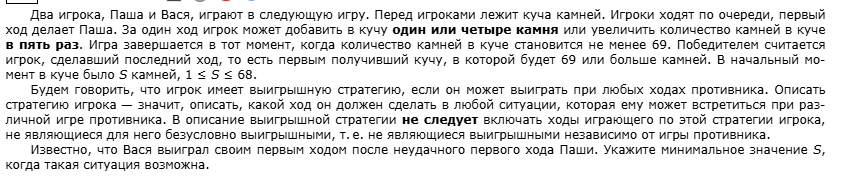 Два игрока, Паша и Вася, играют в следующую игру. Перед игроками лежит куча камней. Игроки ходят по очереди, первый
ход делает Паша. За один ход игрок может добавить в кучу один или четыре камня или увеличить количество камней в куче
в пять раз. Игра завершается в тот момент, когда количество камней в куче становится не менее 69. Победителем считается
игрок, сделавший последний ход, то есть первым получивший кучу, в которой будет 69 или больше камней. В начальный мо-
мент в куче было S камней, 1 ≤ S ≤ 68.
Будем говорить, что игрок имеет выигрышную стратегию, если он может выиграть при любых ходах противника. Описать
стратегию игрока — значит, описать, какой ход он должен сделать в любой ситуации, которая ему может встретиться при раз-
личной игре противника. В описание выигрышной стратегии не следует включать ходы играющего по этой стратегии игрока,
не являющиеся для него безусловно выигрышными, т. е. не являющиеся выигрышными независимо от игры противника.
Известно, что Вася выиграл своим первым ходом после неудачного первого хода Паши. Укажите минимальное значение S,
когда такая ситуация возможна.